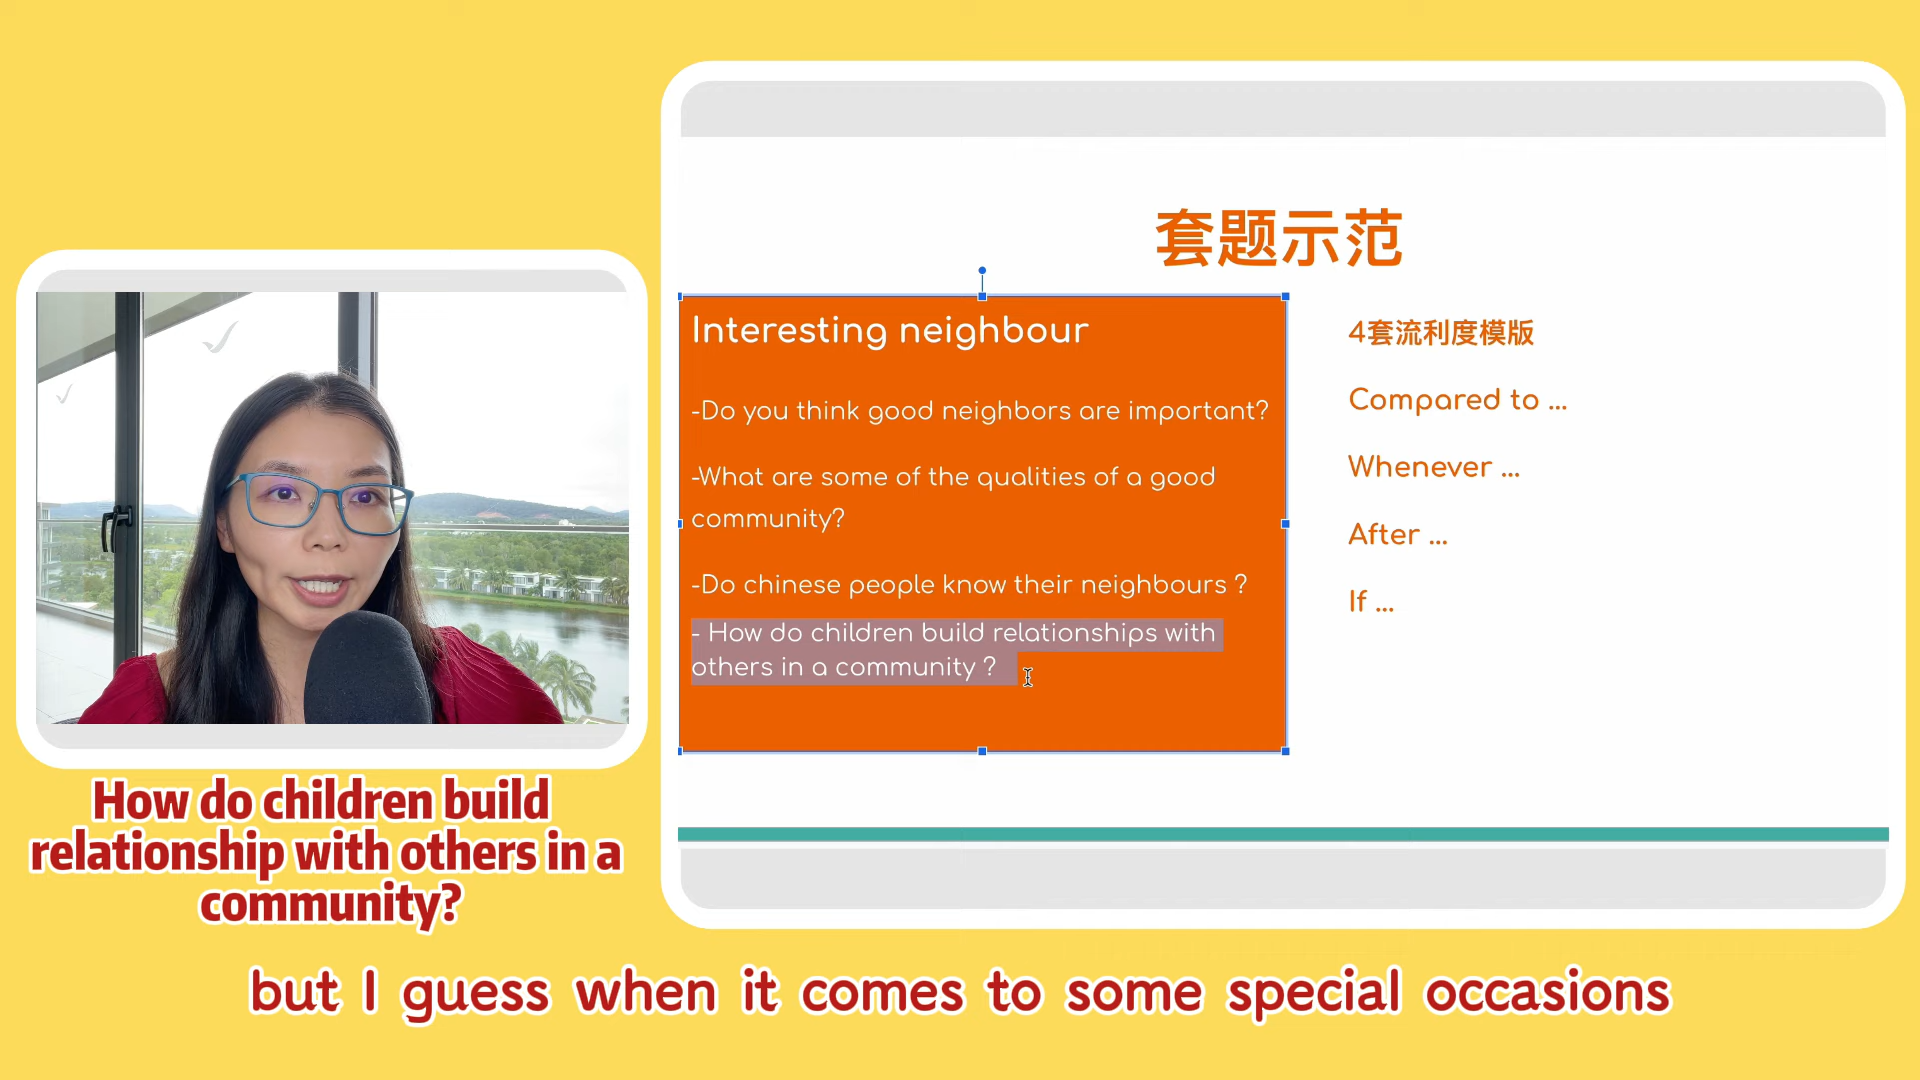 套题示范
Interesting neighbour
-Do you think good neighbors are important?
-What are some of the qualities of a good
community?
-Do chinese people know their neighbours ?
- How do children build relationships with
others in a community ?
4套流利度模版
Compared to ...
Whenever ...
After ...
If ...
How do children build
relationship with others in a
community?
but I guess when it comes to some special occasions